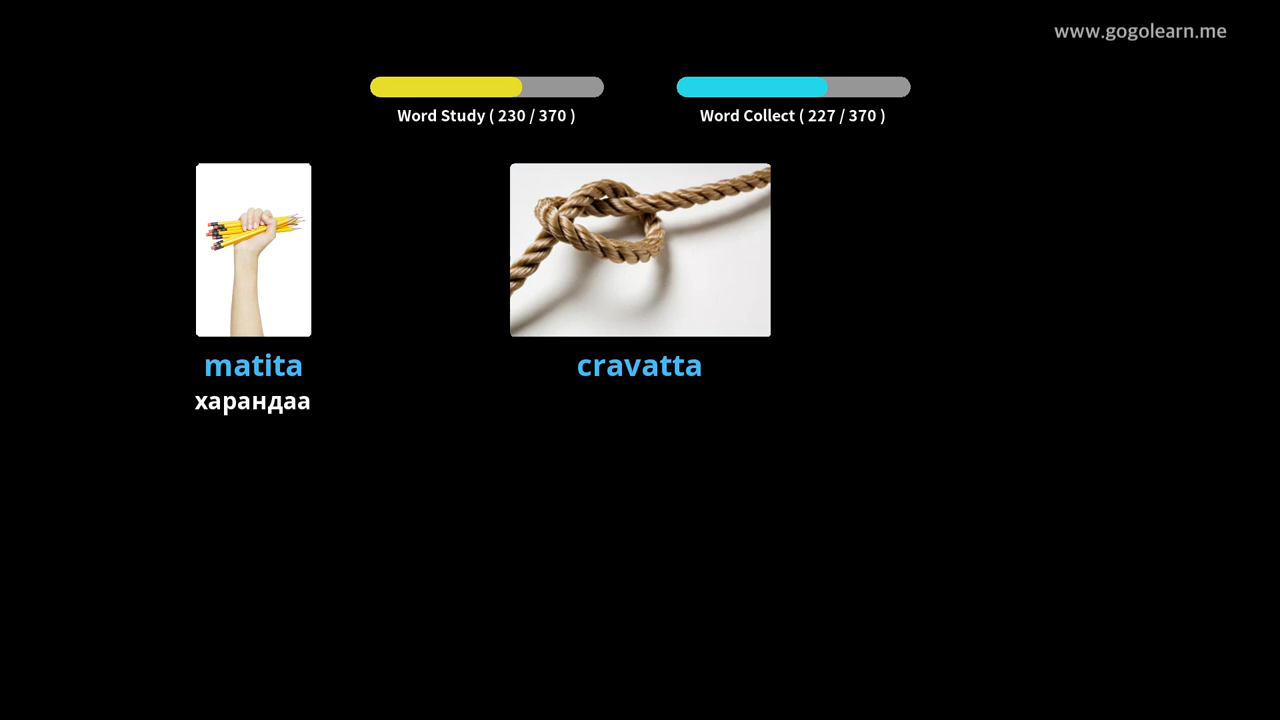 www.gogolearn.me
Word Study ( 230 / 370 )
Word Collect ( 227 / 370 )
matita
харандаа
cravatta